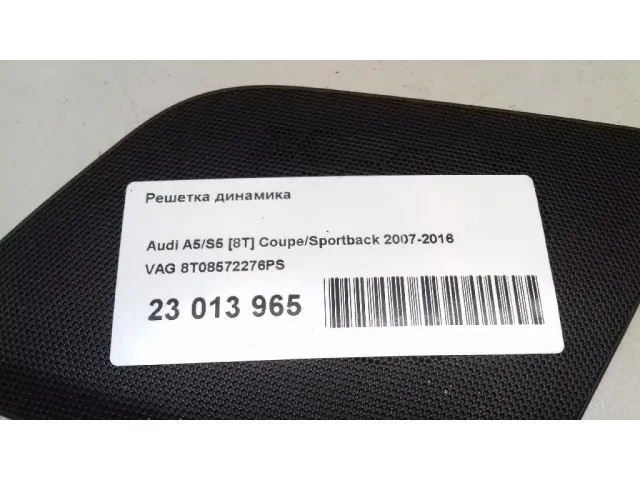 Решетка динамика
Audi A5/S5 [8T] Coupe/Sportback 2007-2016
VAG 8T08572276PS
23 013 965